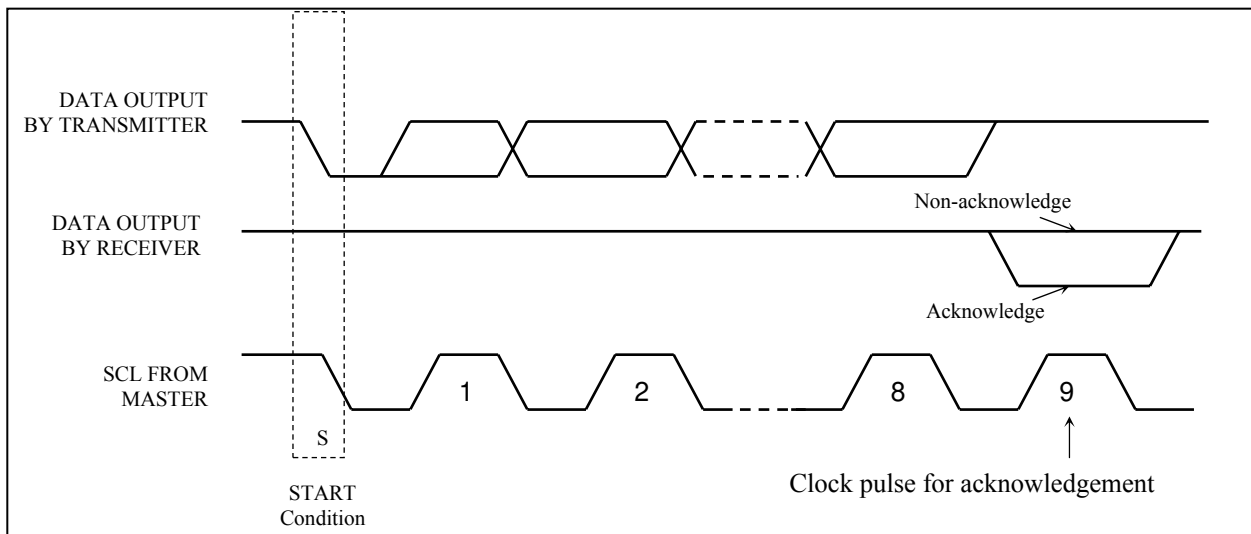 DATA OUTPUT
BY TRANSMITTER
DATA OUTPUT
BY RECEIVER
Non-acknowledge
Acknowledge
SCL FROM
MASTER
1
2
8
9
S
START
Condition
Clock pulse for acknowledgement